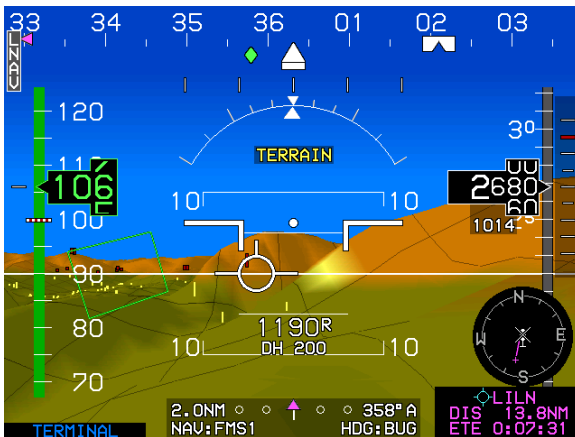 33 34 35 36 01 02 03
LNAV
120
30
TERRAIN
110
106
2680
10 10
100
1014
90
80
1190R
DH 200
10 10
70
N
W E
S
LILN
2.0NM 358° A
DIS 13.8NM
NAV:FMS1 HDG:BUG
ETE 0:07:31
TERMINAL